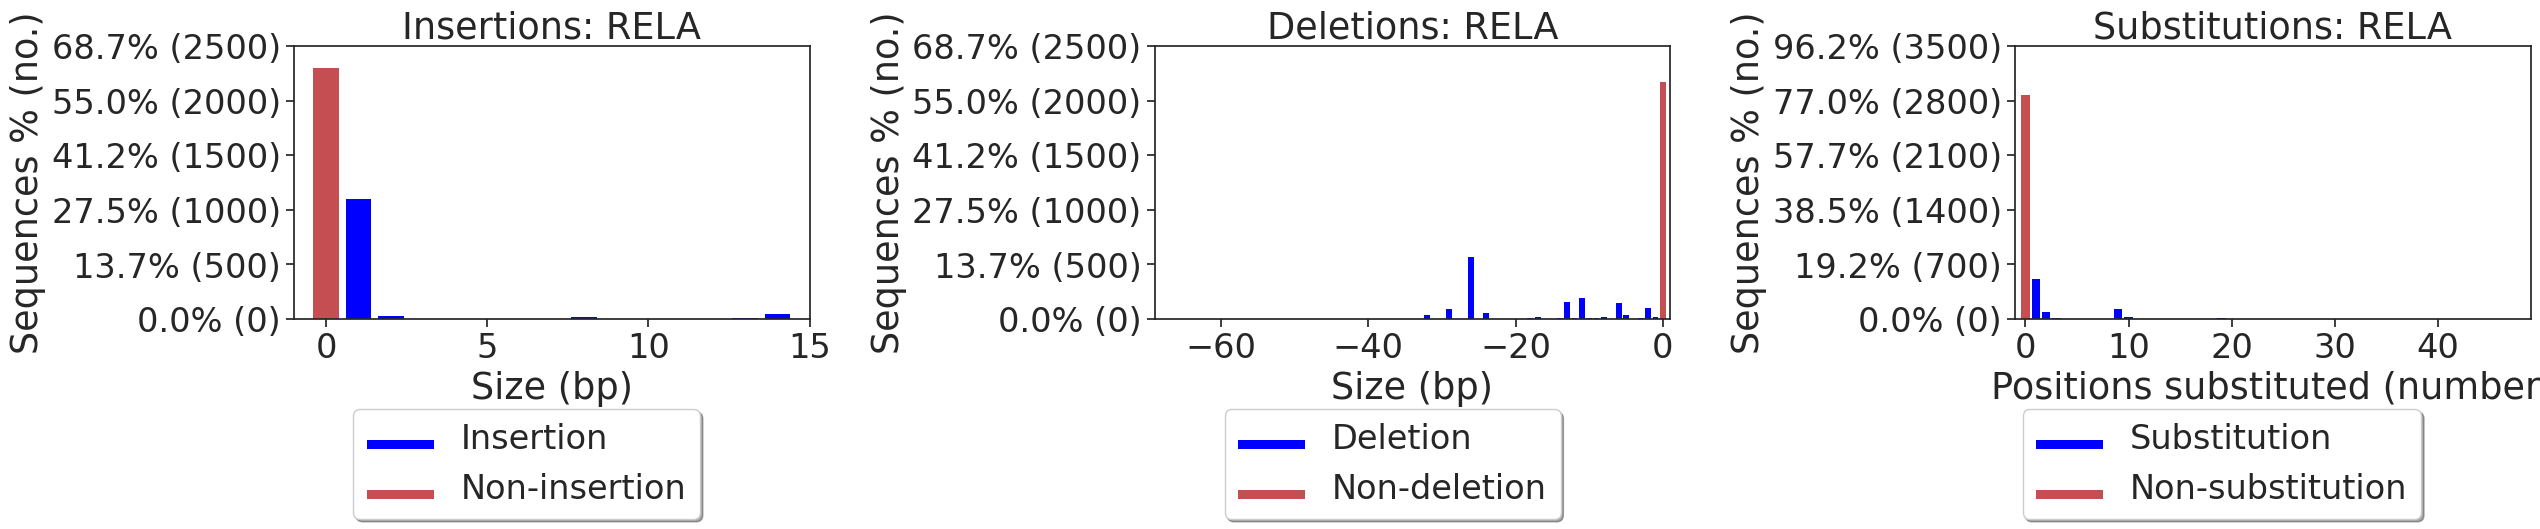 Insertions: RELA
Sequences % (no.)
68.7% (2500)
55.0% (2000)
41.2% (1500)
27.5% (1000)
13.7% (500)
0.0% (0)
0 5 10 15
Size (bp)
Insertion
Non-insertion
Deletions: RELA
Sequences % (no.)
68.7% (2500)
55.0% (2000)
41.2% (1500)
27.5% (1000)
13.7% (500)
0.0% (0)
−60 −40 −20 0
Size (bp)
Deletion
Non-deletion
Substitutions: RELA
Sequences % (no.)
96.2% (3500)
77.0% (2800)
57.7% (2100)
38.5% (1400)
19.2% (700)
0.0% (0)
0 10 20 30 40
Positions substituted (number
Substitution
Non-substitution